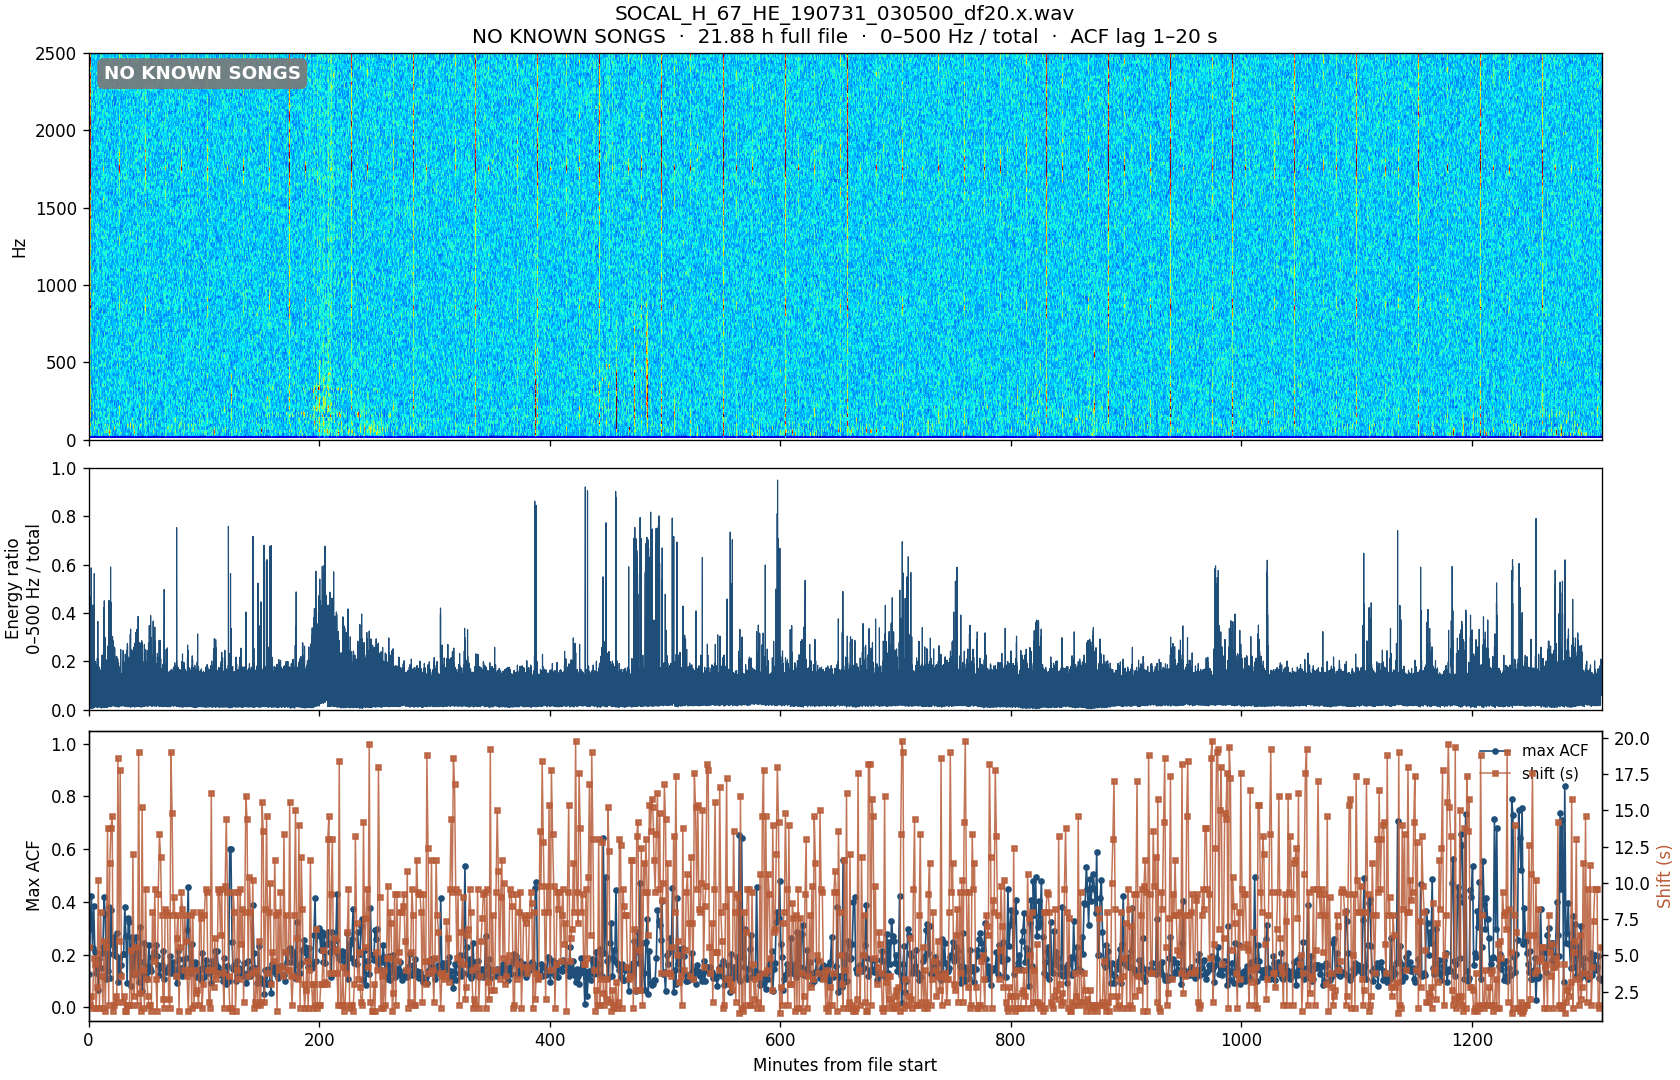 SOCAL_H_67_HE_190731_030500_df20.x.wav
NO KNOWN SONGS · 21.88 h full file · 0–500 Hz / total · ACF lag 1–20 s
NO KNOWN SONGS
Hz
2500
2000
1500
1000
500
0
Energy ratio
0–500 Hz / total
1.0
0.8
0.6
0.4
0.2
0.0
Max ACF
1.0
0.8
0.6
0.4
0.2
0.0
max ACF
shift (s)
20.0
17.5
15.0
12.5
10.0
7.5
5.0
2.5
Shift (s)
0 200 400 600 800 1000 1200
Minutes from file start